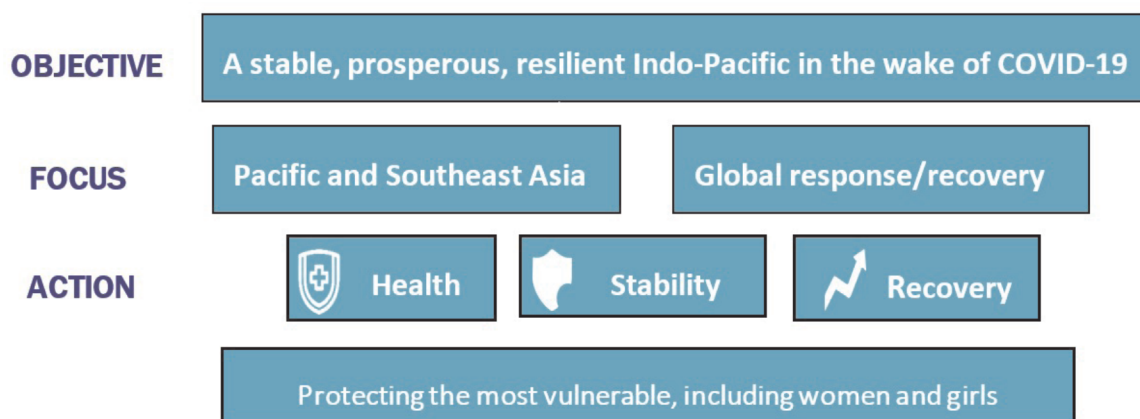 OBJECTIVE
A stable, prosperous, resilient Indo-Pacific in the wake of COVID-19
FOCUS
Pacific and Southeast Asia
Global response/recovery
ACTION
Health
Stability
Recovery
Protecting the most vulnerable, including women and girls